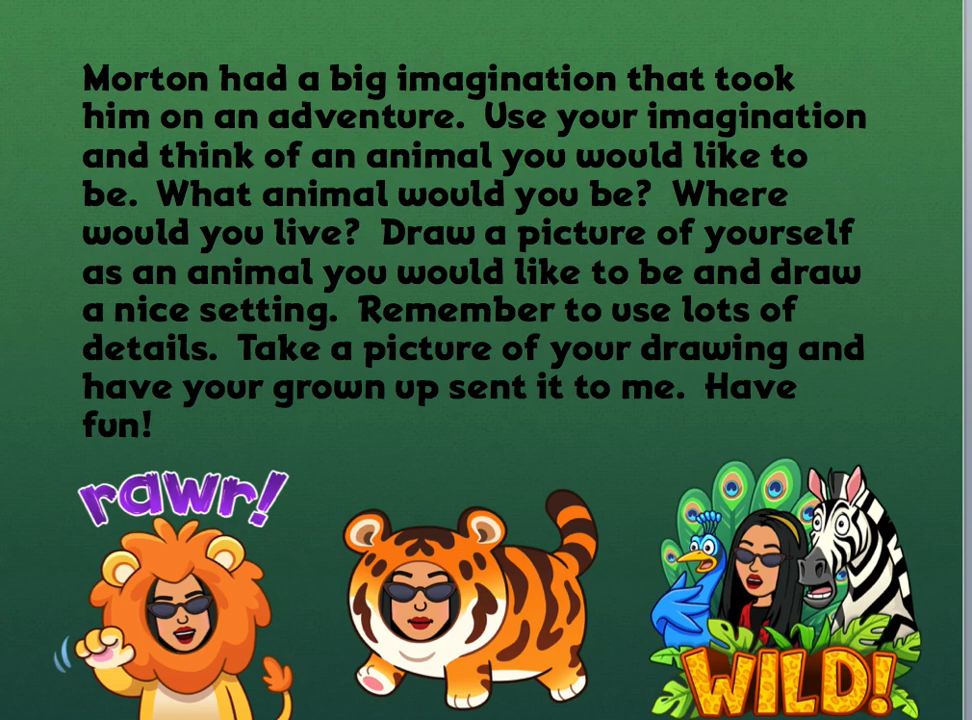 Morton had a big imagination that took
him on an adventure.  Use your imagination
and think of an animal you would like to
be.  What animal would you be?  Where
would you live?  Draw a picture of yourself
as an animal you would like to be and draw
a nice setting.  Remember to use lots of
details.  Take a picture of your drawing and
have your grown up sent it to me.  Have
fun!
rawr!
WILD!